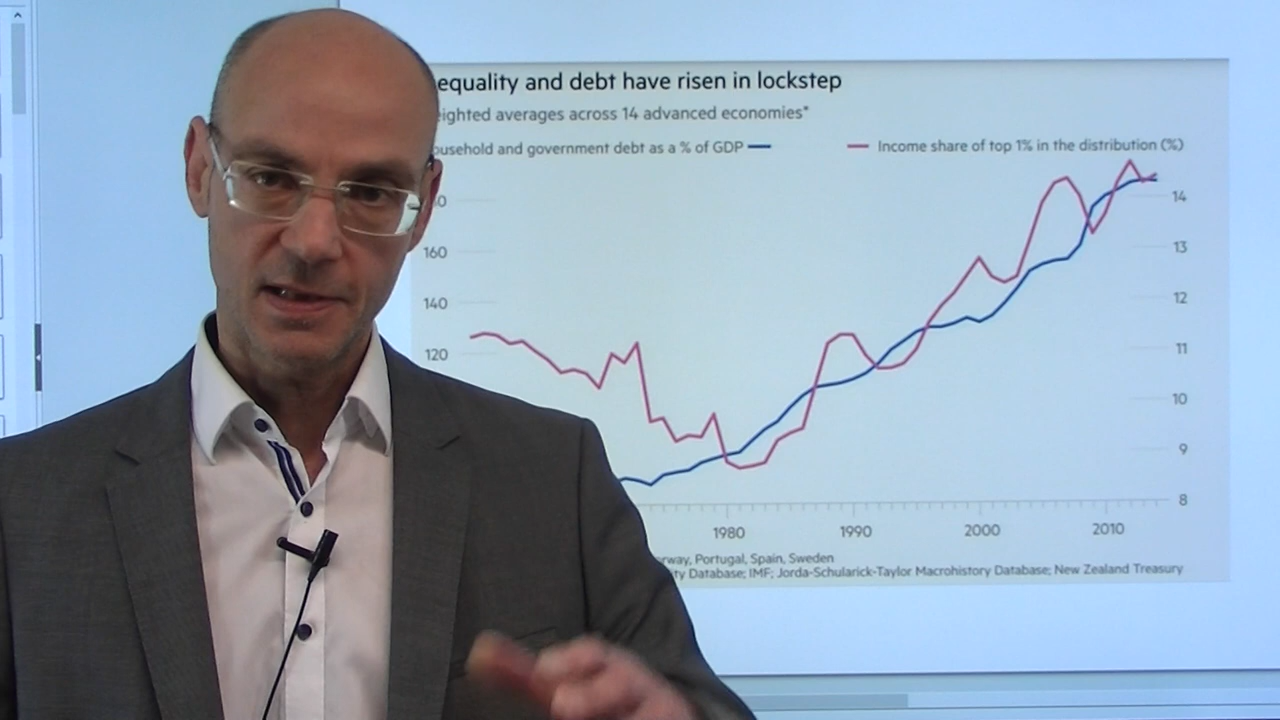 equality and debt have risen in lockstep
eighted averages across 14 advanced economies*
ousehold and government debt as a % of GDP
Income share of top 1% in the distribution (%)
160
140
120
14
13
12
11
10
9
8
1980
1990
2000
2010
rway, Portugal, Spain, Sweden
ty Database; IMF; Jorda-Schularick-Taylor Macrohistory Database; New Zealand Treasury